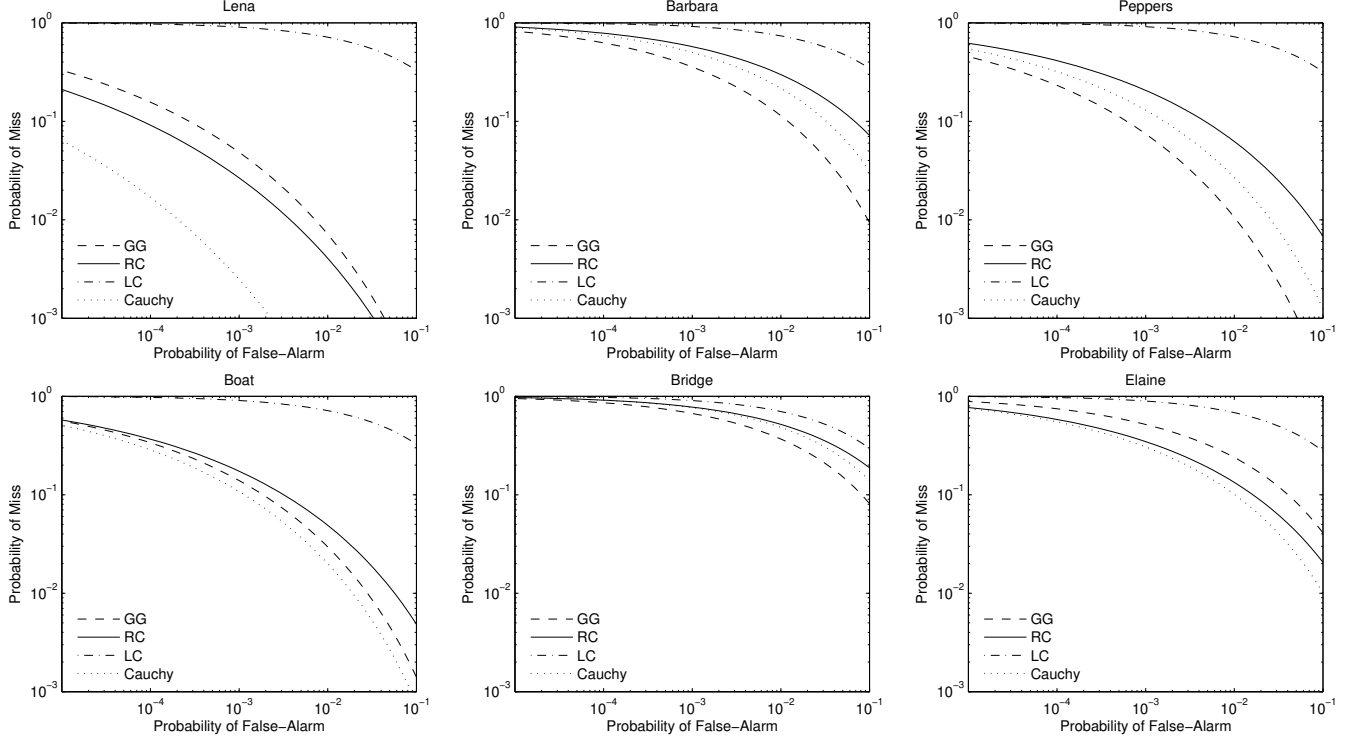 Lena
10^0
10^-1
10^-2
10^-3
Probability of Miss
GG
RC
LC
Cauchy
10^-4 10^-3 10^-2 10^-1
Probability of False−Alarm
Barbara
10^0
10^-1
10^-2
10^-3
Probability of Miss
GG
RC
LC
Cauchy
10^-4 10^-3 10^-2 10^-1
Probability of False−Alarm
Peppers
10^0
10^-1
10^-2
10^-3
Probability of Miss
GG
RC
LC
Cauchy
10^-4 10^-3 10^-2 10^-1
Probability of False−Alarm
Boat
10^0
10^-1
10^-2
10^-3
Probability of Miss
GG
RC
LC
Cauchy
10^-4 10^-3 10^-2 10^-1
Probability of False−Alarm
Bridge
10^0
10^-1
10^-2
10^-3
Probability of Miss
GG
RC
LC
Cauchy
10^-4 10^-3 10^-2 10^-1
Probability of False−Alarm
Elaine
10^0
10^-1
10^-2
10^-3
Probability of Miss
GG
RC
LC
Cauchy
10^-4 10^-3 10^-2 10^-1
Probability of False−Alarm